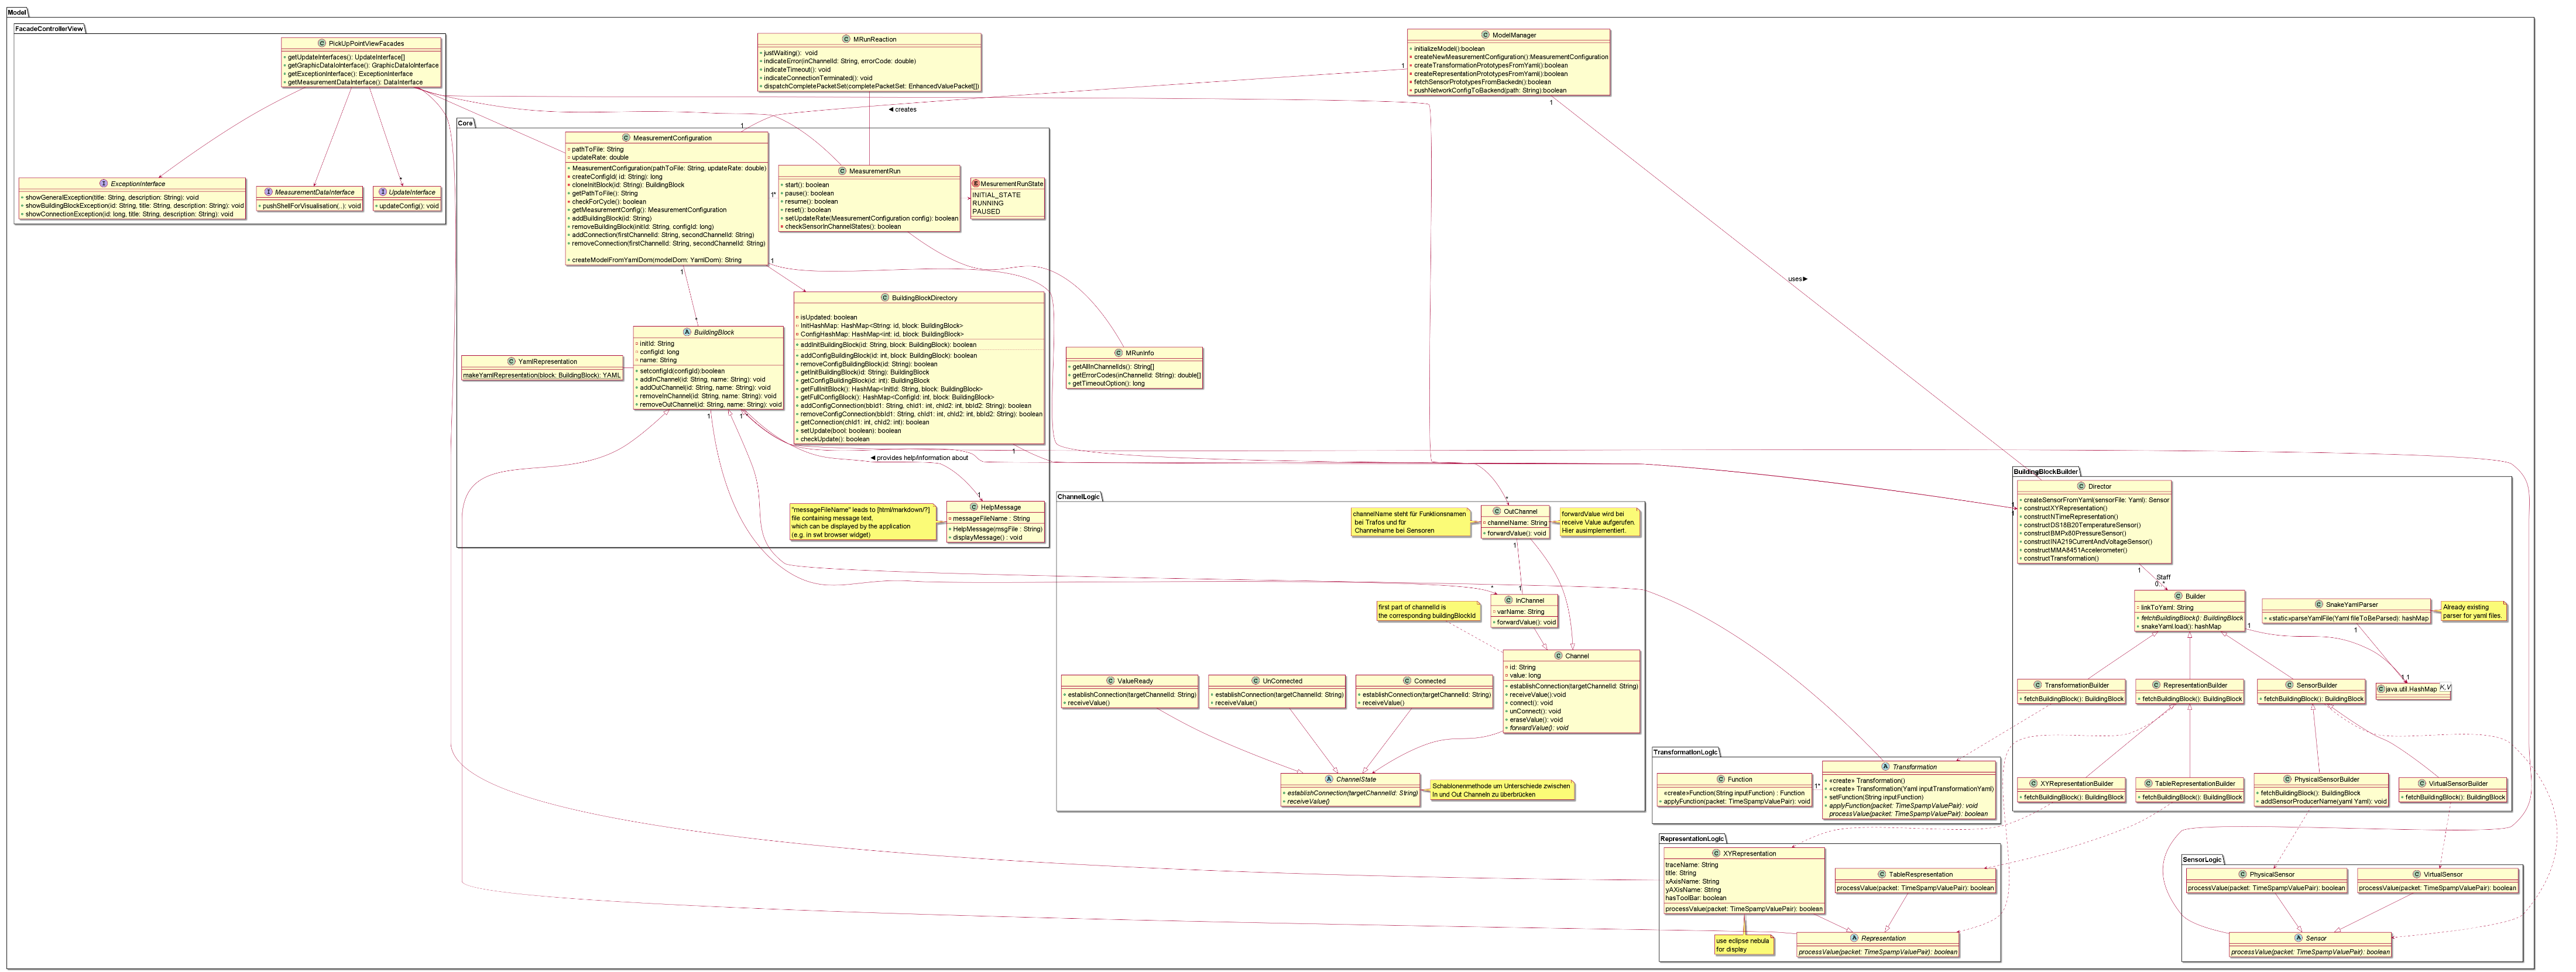 Model
FacadeControllerView
PickUpPointViewFacades
getUpdateInterfaces(): UpdateInterface[]
getGraphicDataIoInterface(): GraphicDataIoInterface
getExceptionInterface(): ExceptionInterface
getMeasurementDataInterface(): DataInterface
ExceptionInterface
showGeneralException(title: String, description: String): void
showBuildingBlockException(id: String, title: String, description: String): void
showConnectionException(id: long, title: String, description: String): void
MeasurementDataInterface
pushShellForVisualisation(..): void
*
UpdateInterface
updateConfig(): void
MRunReaction
justWaiting(): void
indicateError(inChannelId: String, errorCode: double)
indicateTimeout(): void
indicateConnectionTerminated(): void
dispatchCompletePacketSet(completePacketSet: EnhancedValuePacket[])
ModelManager
initializeModel():boolean
createNewMeasurementConfiguration():MeasurementConfiguration
createTransformationPrototypesFromYaml():boolean
createRepresentationPrototypesFromYaml():boolean
fetchSensorPrototypesFromBackedn():boolean
pushNetworkConfigToBackend(path: String):boolean
1
1
◀ creates
1
uses▶
Core
MeasurementConfiguration
pathToFile: String
updateRate: double
MeasurementConfiguration(pathToFile: String, updateRate: double)
createConfigId( id: String): long
cloneInitBlock(id: String): BuildingBlock
getPathToFile(): String
checkForCycle(): boolean
getMeasurementConfig(): MeasurementConfiguration
addBuildingBlock(id: String)
removeBuildingBlock(initId: String, configId: long)
addConnection(firstChannelId: String, secondChannelId: String)
removeConnection(firstChannelId: String, secondChannelId: String)
createModelFromYamlDom(modelDom: YamlDom): String
1*
MeasurementRun
start(): boolean
pause(): boolean
resume(): boolean
reset(): boolean
setUpdateRate(MeasurementConfiguration config): boolean
checkSensorInChannelStates(): boolean
MesurementRunState
INITIAL_STATE
RUNNING
PAUSED
1
1
*
BuildingBlockDirectory
isUpdated: boolean
InitHashMap: HashMap<String: id, block: BuildingBlock>
ConfigHashMap: HashMap<int: id, block: BuildingBlock>
addInitBuildingBlock(id: String, block: BuildingBlock): boolean
addConfigBuildingBlock(id: int, block: BuildingBlock): boolean
removeConfigBuildingBlock(id: String): boolean
getInitBuildingBlock(id: String): BuildingBlock
getConfigBuildingBlock(id: int): BuildingBlock
getFullInitBlock(): HashMap<InitId: String, block: BuildingBlock>
getFullConfigBlock(): HashMap<ConfigId: int, block: BuildingBlock>
addConfigConnection(bbId1: String, chId1: int, chId2: int, bbId2: String): boolean
removeConfigConnection(bbId1: String, chId1: int, chId2: int, bbId2: String): boolean
getConnection(chId1: int, chId2: int): boolean
setUpdate(bool: boolean): boolean
checkUpdate(): boolean
BuildingBlock
initId: String
configId: long
name: String
setconfigId(configId):boolean
addInChannel(id: String, name: String): void
addOutChannel(id: String, name: String): void
removeInChannel(id: String, name: String): void
removeOutChannel(id: String, name: String): void
YamlRepresentation
makeYamlRepresentation(block: BuildingBlock): YAML
MRunInfo
getAllInChannelIds(): String[]
getErrorCodes(inChannelId: String): double[]
getTimeoutOption(): long
1
1
1
◀ provides help/information about
1
"messageFileName" leads to [html/markdown/?]
file containing message text,
which can be displayed by the application
(e.g. in swt browser widget)
HelpMessage
messageFileName : String
HelpMessage(msgFile : String)
displayMessage() : void
ChannelLogic
channelName steht für Funktionsnamen
bei Trafos und für
Channelname bei Sensoren
*
OutChannel
channelName: String
forwardValue(): void
forwardValue wird bei
receive Value aufgerufen.
Hier ausimplementiert.
1
*
1
first part of channelId is
the corresponding buildingBlockId
InChannel
varName: String
forwardValue(): void
Channel
id: String
value: long
establishConnection(targetChannelId: String)
receiveValue():void
connect(): void
unConnect(): void
eraseValue(): void
forwardValue(): void
ValueReady
establishConnection(targetChannelId: String)
receiveValue()
UnConnected
establishConnection(targetChannelId: String)
receiveValue()
Connected
establishConnection(targetChannelId: String)
receiveValue()
ChannelState
establishConnection(targetChannelId: String)
receiveValue()
Schablonenmethode um Unterschiede zwischen
In und Out Channeln zu überbrücken
BuildingBlockBuilder
Director
createSensorFromYaml(sensorFile: Yaml): Sensor
constructXYRepresentation()
constructNTimeRepresentation()
constructDS18B20TemperatureSensor()
constructBMPx80PressureSensor()
constructINA219CurrentAndVoltageSensor()
constructMMA8451Accelerometer()
constructTransformation()
1
Staff
0..*
Builder
linkToYaml: String
fetchBuildingBlock(): BuildingBlock
snakeYaml.load(): hashMap
SnakeYamlParser
«static»parseYamlFile(Yaml fileToBeParsed): hashMap
Already existing
parser for yaml files.
1
1
1 1
TransformationBuilder
fetchBuildingBlock(): BuildingBlock
RepresentationBuilder
fetchBuildingBlock(): BuildingBlock
SensorBuilder
fetchBuildingBlock(): BuildingBlock
java.util.HashMap
K,V
XYRepresentationBuilder
fetchBuildingBlock(): BuildingBlock
TableRepresentationBuilder
fetchBuildingBlock(): BuildingBlock
PhysicalSensorBuilder
fetchBuildingBlock(): BuildingBlock
addSensorProducerName(yaml Yaml): void
VirtualSensorBuilder
fetchBuildingBlock(): BuildingBlock
TransformationLogic
Function
«create»Function(String inputFunction) : Function
applyFunction(packet: TimeSpampValuePair): void
1*
Transformation
«create» Transformation()
«create» Transformation(Yaml inputTransformationYaml)
setFunction(String inputFunction)
applyFunction(packet: TimeSpampValuePair): void
processValue(packet: TimeSpampValuePair): boolean
RepresentationLogic
XYRepresentation
traceName: String
title: String
xAxisName: String
yAXisName: String
hasToolBar: boolean
processValue(packet: TimeSpampValuePair): boolean
TableRespresentation
processValue(packet: TimeSpampValuePair): boolean
use eclipse nebula
for display
Representation
processValue(packet: TimeSpampValuePair): boolean
SensorLogic
PhysicalSensor
processValue(packet: TimeSpampValuePair): boolean
VirtualSensor
processValue(packet: TimeSpampValuePair): boolean
Sensor
processValue(packet: TimeSpampValuePair): boolean